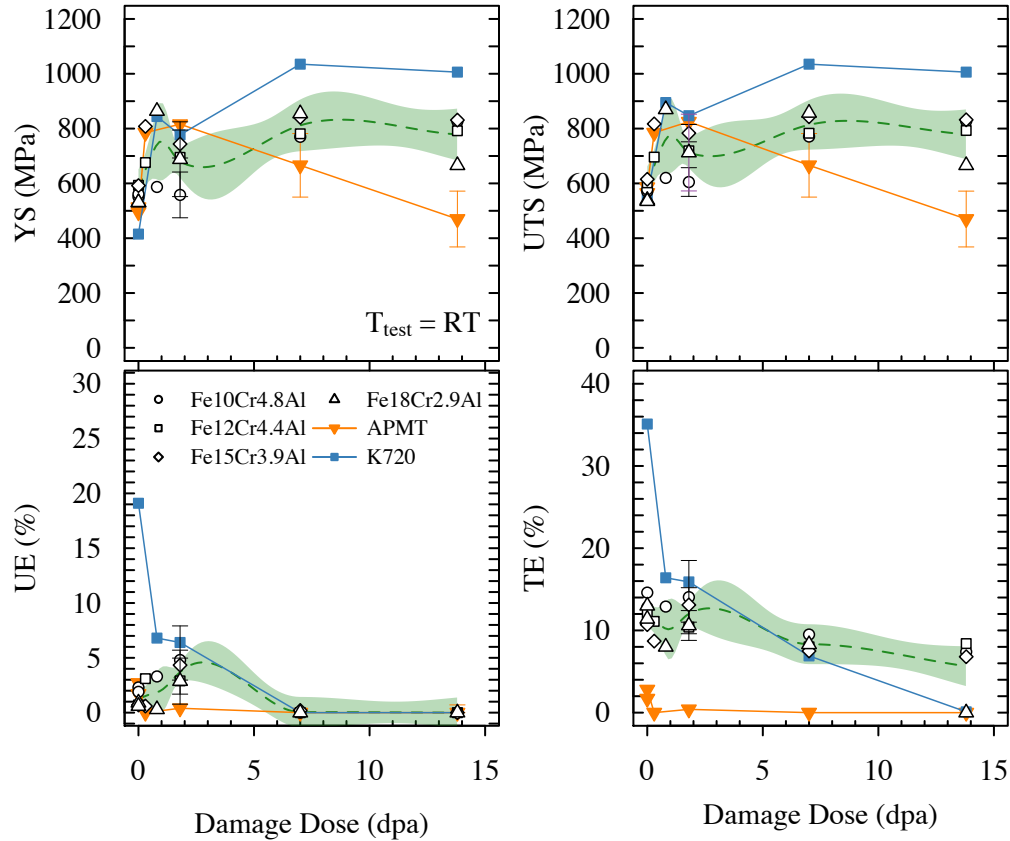 YS (MPa)
1200
1000
800
600
400
200
0
T_test = RT
UTS (MPa)
1200
1000
800
600
400
200
0
UE (%)
30
25
20
15
10
5
0
Fe10Cr4.8Al
Fe12Cr4.4Al
Fe15Cr3.9Al
Fe18Cr2.9Al
APMT
K720
0 5 10 15
Damage Dose (dpa)
TE (%)
40
30
20
10
0
0 5 10 15
Damage Dose (dpa)